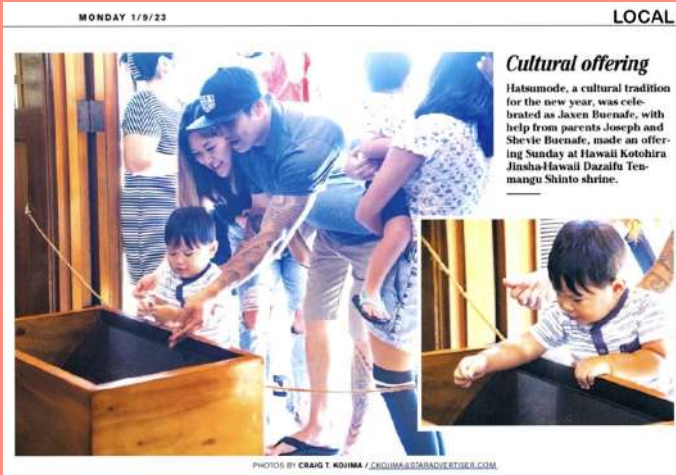 MONDAY 1/9/23
LOCAL
Cultural offering
Hatsumode, a cultural tradition
for the new year, was cele-
brated as Jaxen Buenafe, with
help from parents Joseph and
Shevie Buenafe, made an offer-
ing Sunday at Hawaii Kotohira
Jinsha-Hawaii Dazaifu Ten-
mangu Shinto shrine.
PHOTOS BY CRAIG T. KOJIMA / CKOJIMA@STARADVERTISER.COM